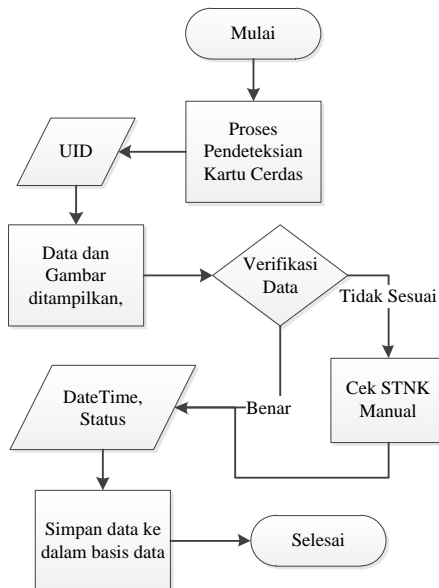 Mulai
Proses
Pendeteksian
Kartu Cerdas
UID
Data dan
Gambar
ditampilkan,
Verifikasi
Data
Tidak Sesuai
Cek STNK
Manual
Benar
DateTime,
Status
Simpan data ke
dalam basis data
Selesai